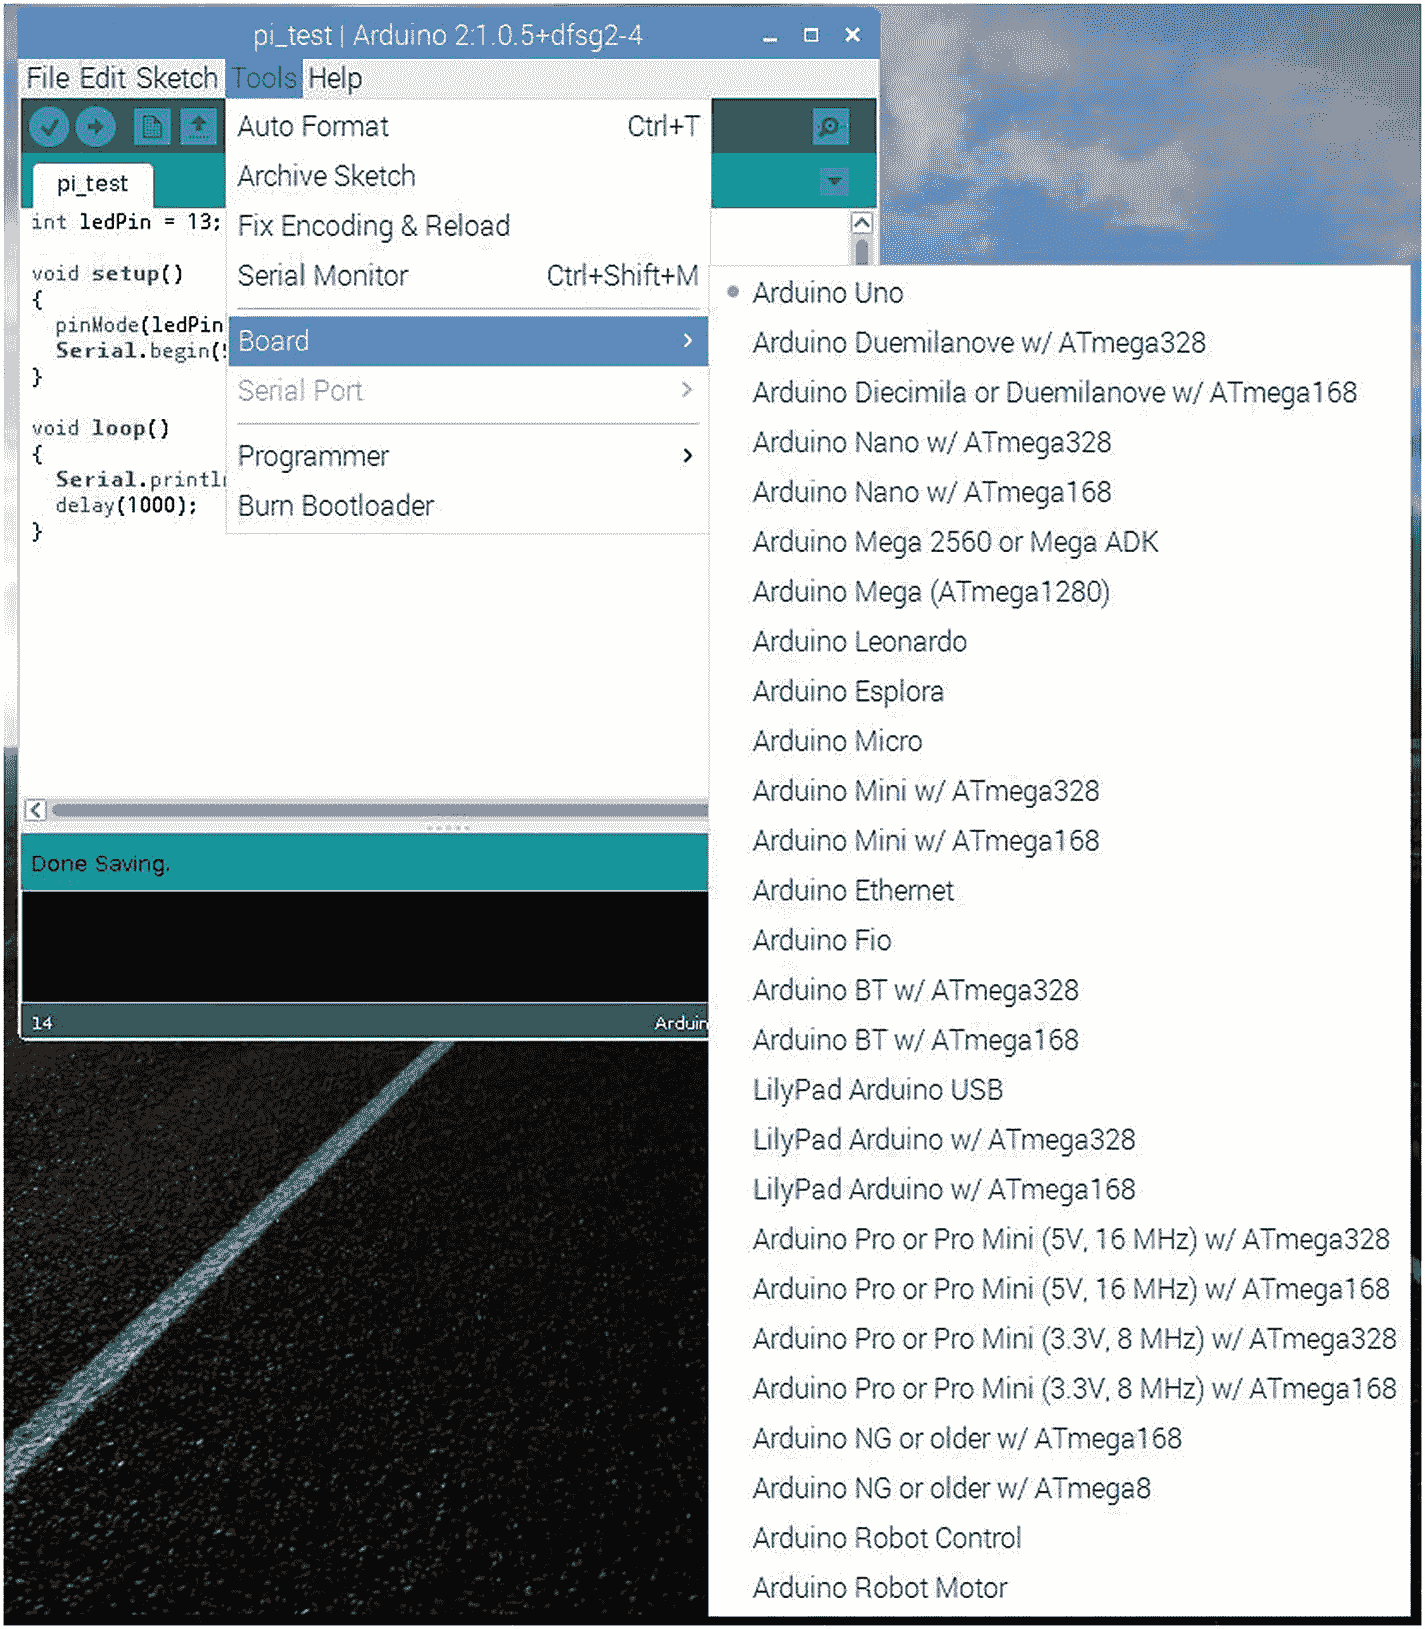 pi_test | Arduino 2:1.0.5+dfsg2-4
File Edit Sketch Tools Help
Auto Format Ctrl+T
Archive Sketch
Fix Encoding & Reload
Serial Monitor Ctrl+Shift+M
Board
Serial Port
Programmer
Burn Bootloader
pi_test
int ledPin = 13;
void setup()
{
pinMode(ledPin
Serial.begin(
}
void loop()
{
Serial.println
delay(1000);
}
Arduino Uno
Arduino Duemilanove w/ ATmega328
Arduino Diecimila or Duemilanove w/ ATmega168
Arduino Nano w/ ATmega328
Arduino Nano w/ ATmega168
Arduino Mega 2560 or Mega ADK
Arduino Mega (ATmega1280)
Arduino Leonardo
Arduino Esplora
Arduino Micro
Arduino Mini w/ ATmega328
Arduino Mini w/ ATmega168
Arduino Ethernet
Arduino Fio
Arduino BT w/ ATmega328
Arduino BT w/ ATmega168
LilyPad Arduino USB
LilyPad Arduino w/ ATmega328
LilyPad Arduino w/ ATmega168
Arduino Pro or Pro Mini (5V, 16 MHz) w/ ATmega328
Arduino Pro or Pro Mini (5V, 16 MHz) w/ ATmega168
Arduino Pro or Pro Mini (3.3V, 8 MHz) w/ ATmega328
Arduino Pro or Pro Mini (3.3V, 8 MHz) w/ ATmega168
Arduino NG or older w/ ATmega168
Arduino NG or older w/ ATmega8
Arduino Robot Control
Arduino Robot Motor
Done Saving.
14 Arduin